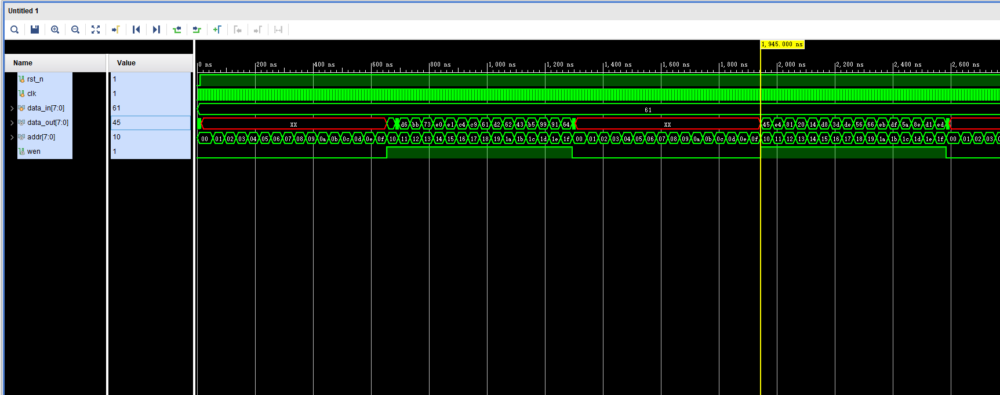 Untitled 1
1,945.000 ns
Name Value
0 ns 200 ns 400 ns 600 ns 800 ns 1,000 ns 1,200 ns 1,400 ns 1,600 ns 1,800 ns 2,000 ns 2,200 ns 2,400 ns 2,600 ns
rst_n 1
clk 1
data_in[7:0] 61 61
data_out[7:0] 45 XX d6 bb 73 e0 e1 c4 c9 61 d2 62 43 b5 99 91 64 XX 45 e4 81 20 14 d8 3d de 56 66 eb df 5a 8e d1 ed
addr[7:0] 10 00 01 02 03 04 05 06 07 08 09 0a 0b 0c 0d 0e 0f 10 11 12 13 14 15 16 17 18 19 1a 1b 1c 1d 1e 1f 00 01 02 03 04 05 06 07 08 09 0a 0b 0c 0d 0e 0f 10 11 12 13 14 15 16 17 18 19 1a 1b 1c 1d 1e 1f 00 01 02 03
wen 1